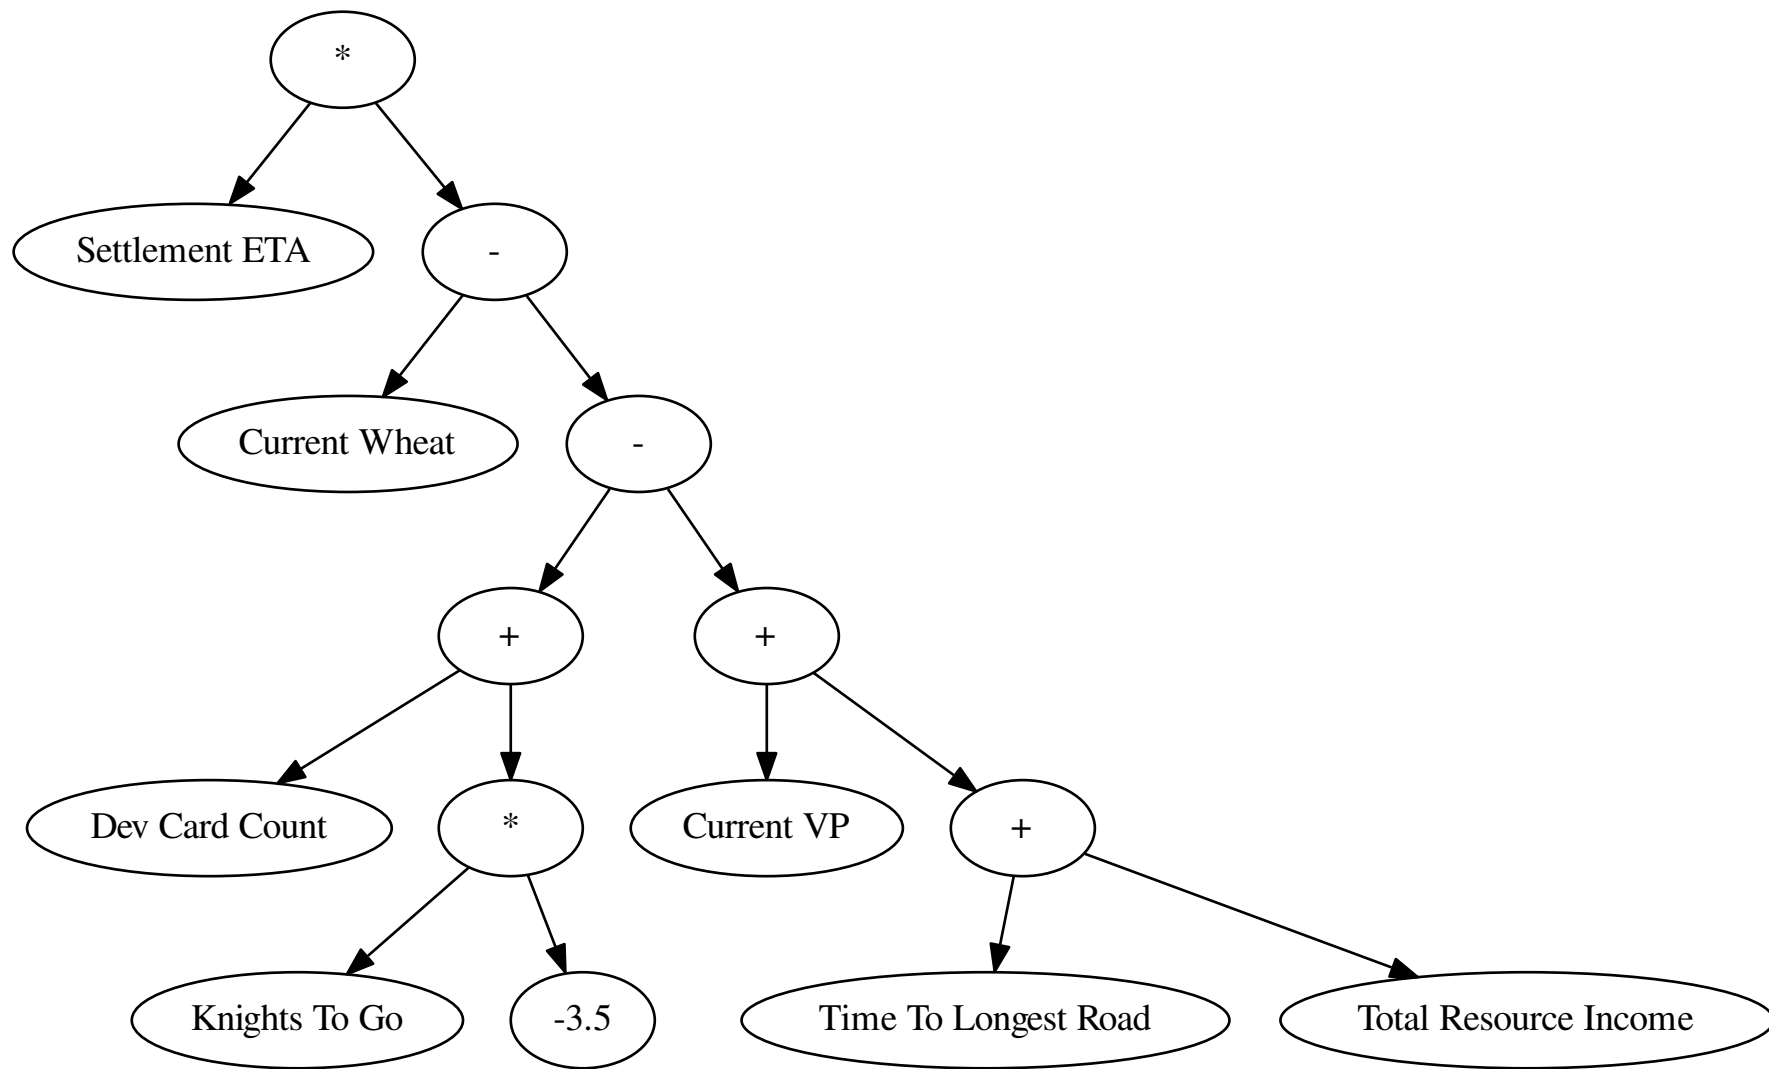 *
Settlement ETA
-
Current Wheat
-
+
+
Dev Card Count
*
Current VP
+
Knights To Go
-3.5
Time To Longest Road
Total Resource Income